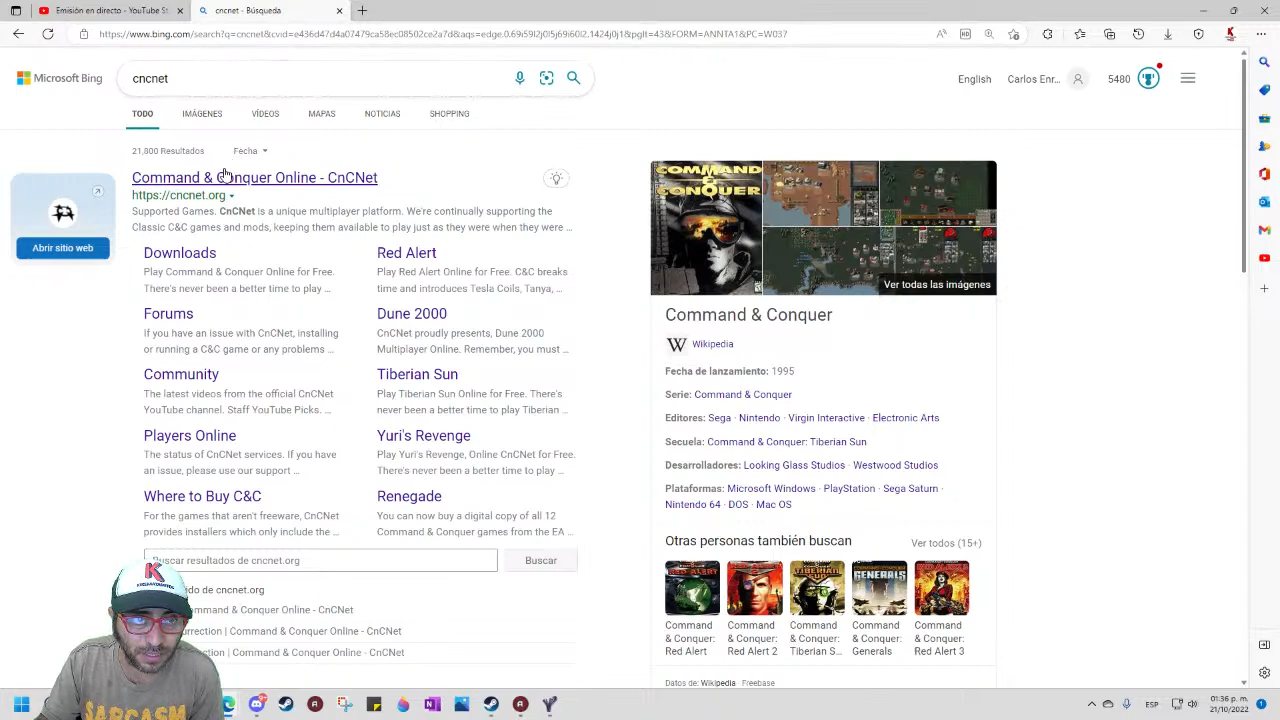 Emisión en directo - YouTube St
cncnet - Búsqueda
https://www.bing.com/search?q=cncnet&cvid=e436d47d4a07479ca58ec08502ce2a7d&aqs=edge.0.69i59l2j0l5j69i60l2.1424j0j1&pglt=43&FORM=ANNTA1&PC=W037
Microsoft Bing
cncnet
English
Carlos Enr...
5480
TODO
IMÁGENES
VÍDEOS
MAPAS
NOTICIAS
SHOPPING
21,800 Resultados
Fecha
Command & Conquer Online - CnCNet
https://cncnet.org
Supported Games. CnCNet is a unique multiplayer platform. We're continually supporting the
Classic C&C games and mods, keeping them available to play just as they were when they were ...
Abrir sitio web
Downloads
Play Command & Conquer Online for Free.
There's never been a better time to play ...
Red Alert
Play Red Alert Online for Free. C&C breaks
time and introduces Tesla Coils, Tanya, ...
Forums
If you have an issue with CnCNet, installing
or running a C&C game or any problems ...
Dune 2000
CnCNet proudly presents, Dune 2000
Multiplayer Online. Remember, you must ...
Community
The latest videos from the official CnCNet
YouTube channel. Staff YouTube Picks. ...
Tiberian Sun
Play Tiberian Sun Online for Free. There's
never been a better time to play Tiberian ...
Players Online
The status of CnCNet services. If you have
an issue, please use our support ...
Yuri's Revenge
Play Yuri's Revenge, Online CnCNet for Free.
There's never been a better time to play ...
Where to Buy C&C
For the games that aren't freeware, CnCNet
provides installers which only include the ...
Renegade
You can now buy a digital copy of all 12
Command & Conquer games from the EA ...
Buscar resultados de cncnet.org
Buscar
ido de cncnet.org
mmand & Conquer Online - CnCNet
urrection | Command & Conquer Online - CnCNet
ection | Command & Conquer Online - CnCNet
COMMAND
&
CONQUER
Ver todas las imágenes
Command & Conquer
Wikipedia
Fecha de lanzamiento: 1995
Serie: Command & Conquer
Editores: Sega · Nintendo · Virgin Interactive · Electronic Arts
Secuela: Command & Conquer: Tiberian Sun
Desarrolladores: Looking Glass Studios · Westwood Studios
Plataformas: Microsoft Windows · PlayStation · Sega Saturn ·
Nintendo 64 · DOS · Mac OS
Otras personas también buscan
Ver todos (15+)
Command
& Conquer:
Red Alert
Command
& Conquer:
Red Alert 2
Command
& Conquer:
Tiberian S...
Command
& Conquer:
Generals
Command
& Conquer:
Red Alert 3
Datos de: Wikipedia · Freebase
SARCASM
ESP
01:36 p. m.
21/10/2022